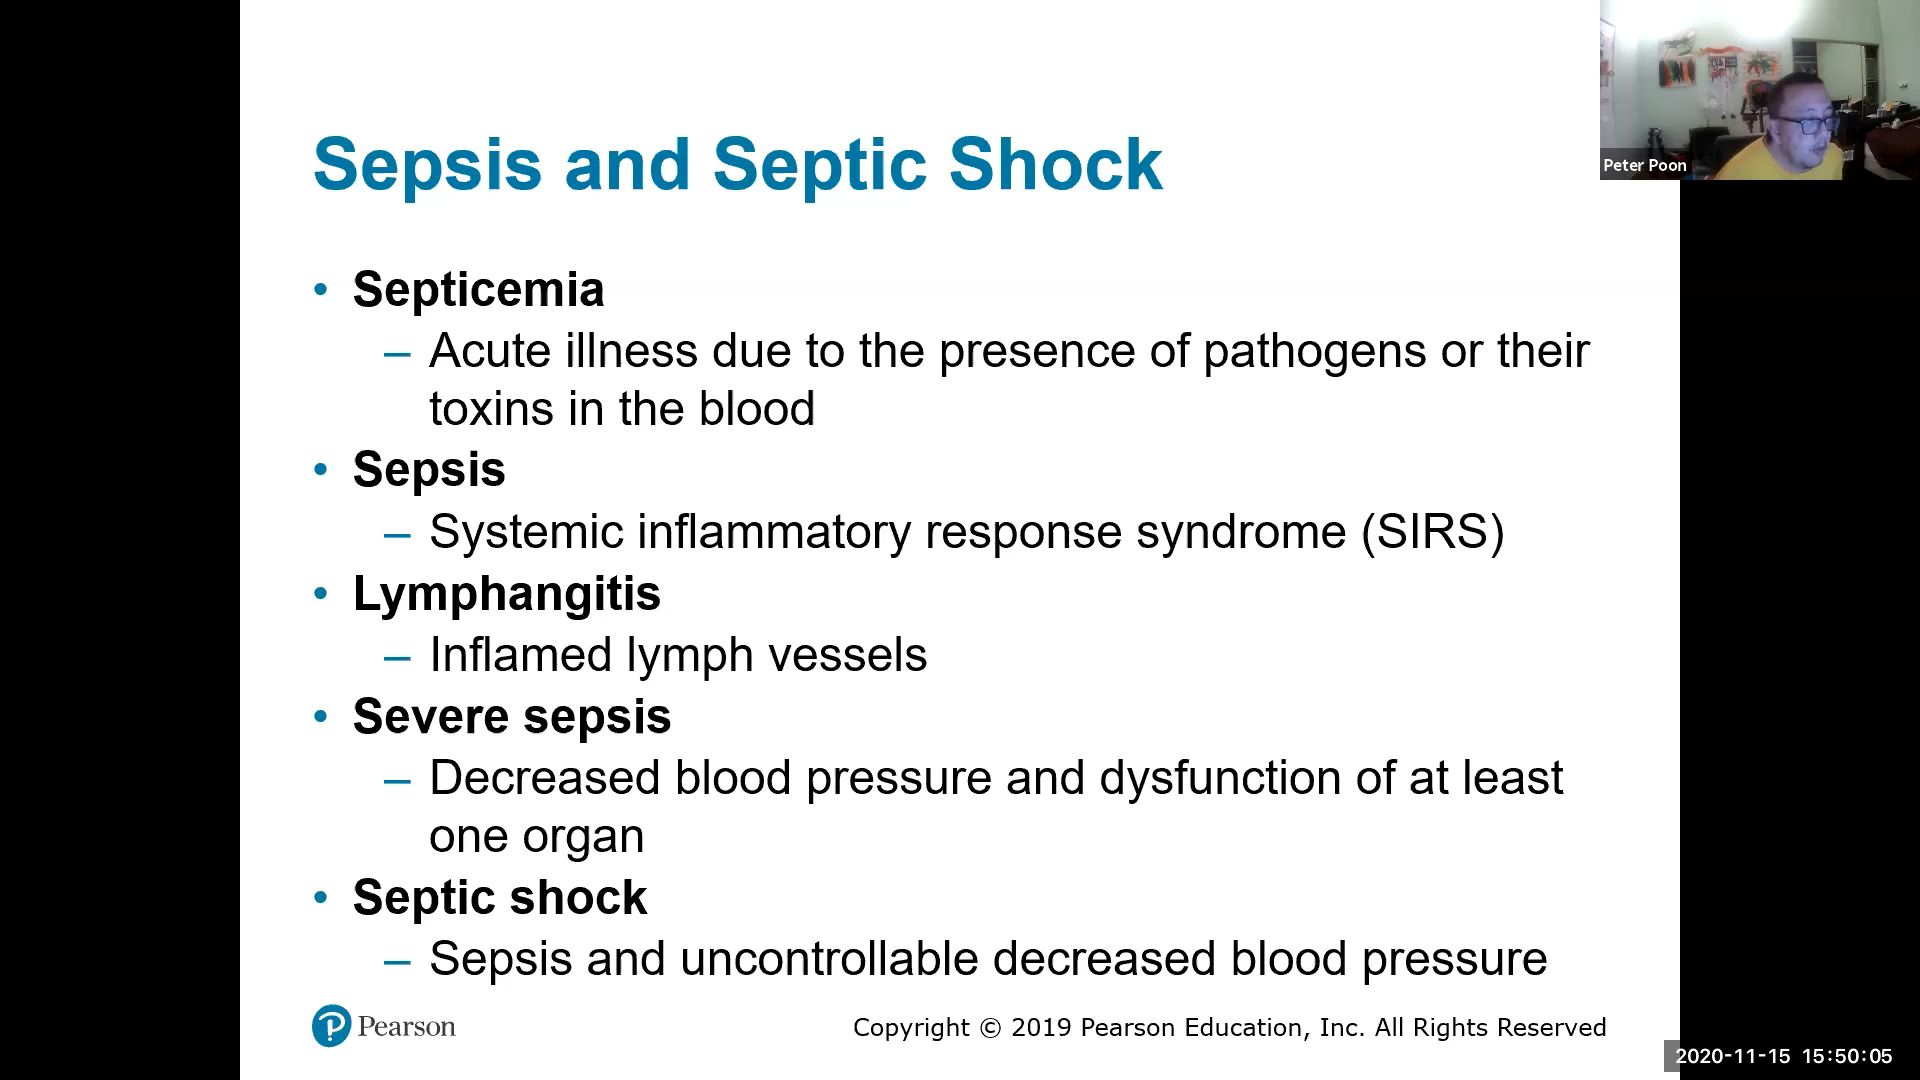 Sepsis and Septic Shock
• Septicemia
– Acute illness due to the presence of pathogens or their
toxins in the blood
• Sepsis
– Systemic inflammatory response syndrome (SIRS)
• Lymphangitis
– Inflamed lymph vessels
• Severe sepsis
– Decreased blood pressure and dysfunction of at least
one organ
• Septic shock
– Sepsis and uncontrollable decreased blood pressure
Pearson
Copyright © 2019 Pearson Education, Inc. All Rights Reserved
Peter Poon
2020-11-15 15:50:05